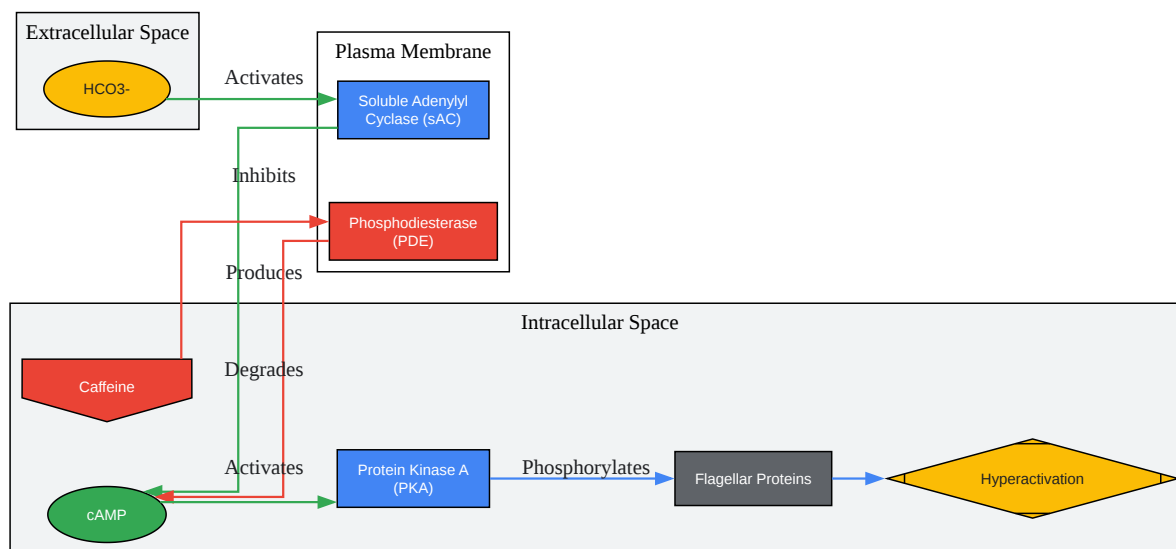 Extracellular Space
HCO3-
Activates
Plasma Membrane
Soluble Adenylyl
Cyclase (sAC)
Inhibits
Phosphodiesterase
(PDE)
Produces
Intracellular Space
Degrades
Caffeine
Activates
cAMP
Protein Kinase A
(PKA)
Phosphorylates
Flagellar Proteins
Hyperactivation